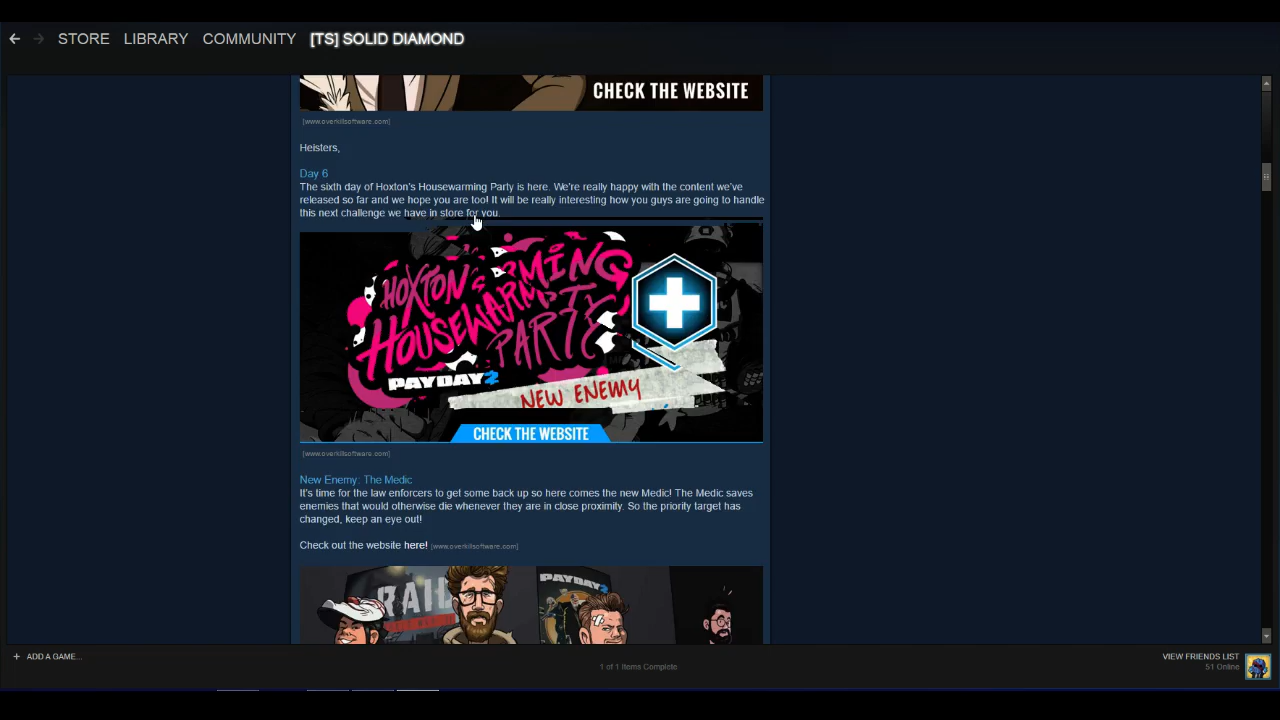 STORE LIBRARY COMMUNITY [TS] SOLID DIAMOND
CHECK THE WEBSITE
[www.overkillsoftware.com]
Heisters,
Day 6
The sixth day of Hoxton's Housewarming Party is here. We're really happy with the content we've
released so far and we hope you are too! It will be really interesting how you guys are going to handle
this next challenge we have in store for you.
HOXTON'S
HOUSEWARMING
PARTY
PAYDAY 2
NEW ENEMY
CHECK THE WEBSITE
[www.overkillsoftware.com]
New Enemy: The Medic
It's time for the law enforcers to get some back up so here comes the new Medic! The Medic saves
enemies that would otherwise die whenever they are in close proximity. So the priority target has
changed, keep an eye out!
Check out the website here! [www.overkillsoftware.com]
PAYDAY 2
RAID
+ ADD A GAME...
1 of 1 Items Complete
VIEW FRIENDS LIST
51 Online